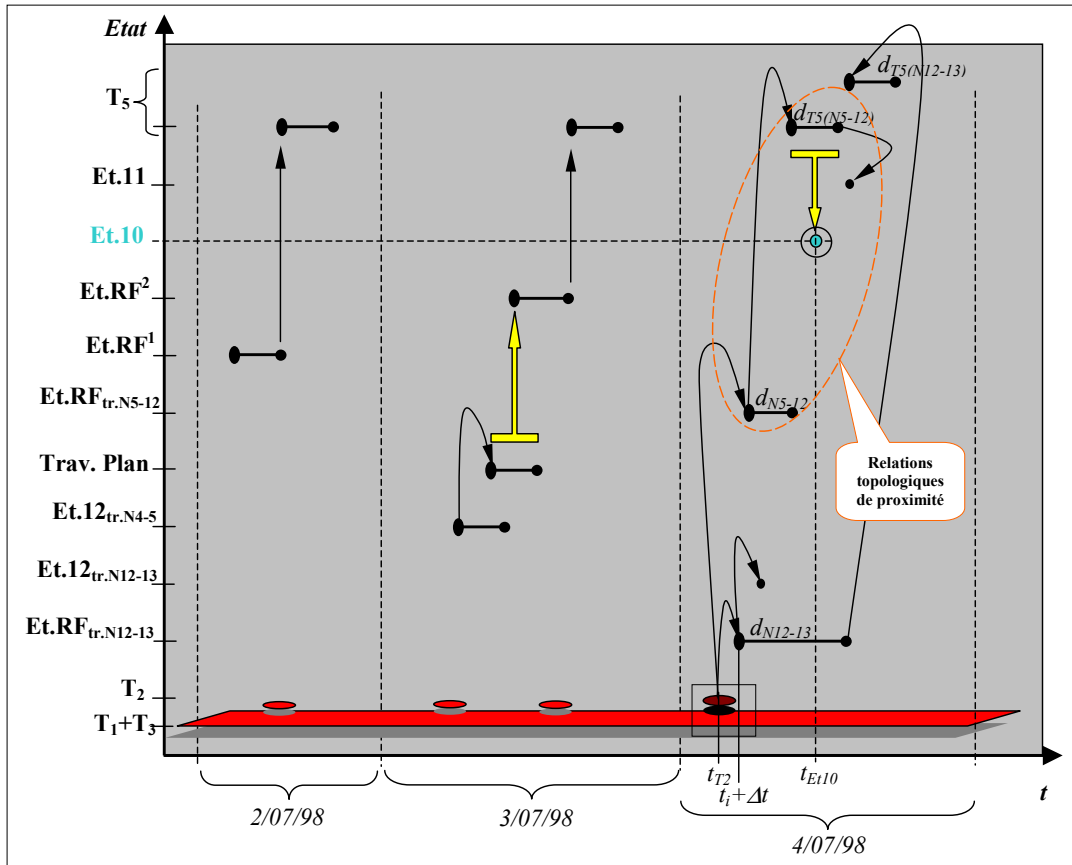 Etat
T5
Et.11
Et.10
Et.RF2
Et.RF1
Et.RFtr.N5-12
Trav. Plan
Et.12tr.N4-5
Et.12tr.N12-13
Et.RFtr.N12-13
T2
T1+T3
dT5(N12-13)
dT5(N5-12)
dN5-12
Relations
topologiques
de proximité
dN12-13
tT2
tEt10
ti+Δt
t
2/07/98
3/07/98
4/07/98